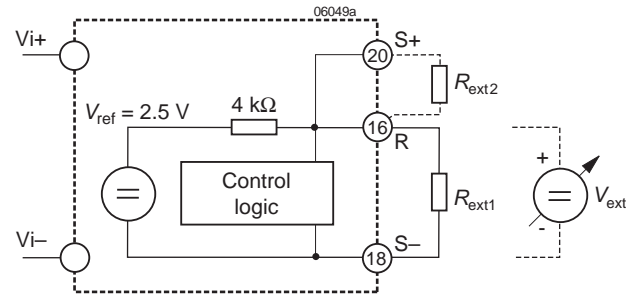 06049a
Vi+
20
S+
Rext2
Vref = 2.5 V
4 kΩ
16
R
Control
logic
Rext1
+
Vext
-
Vi–
S–
18